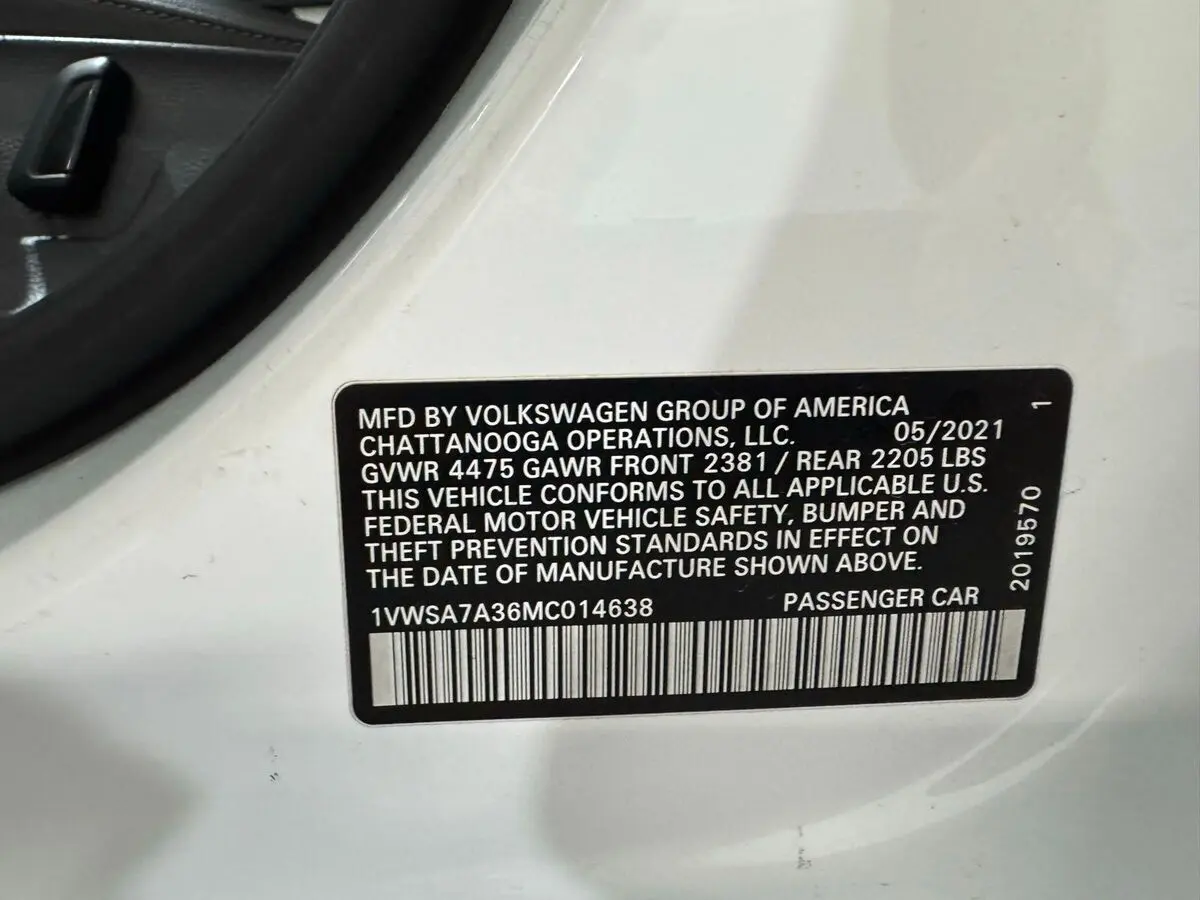 MFD BY VOLKSWAGEN GROUP OF AMERICA
CHATTANOOGA OPERATIONS, LLC. 05/2021
GVWR 4475 GAWR FRONT 2381 / REAR 2205 LBS
THIS VEHICLE CONFORMS TO ALL APPLICABLE U.S.
FEDERAL MOTOR VEHICLE SAFETY, BUMPER AND
THEFT PREVENTION STANDARDS IN EFFECT ON
THE DATE OF MANUFACTURE SHOWN ABOVE.
1VWSA7A36MC014638 PASSENGER CAR
2019570 1